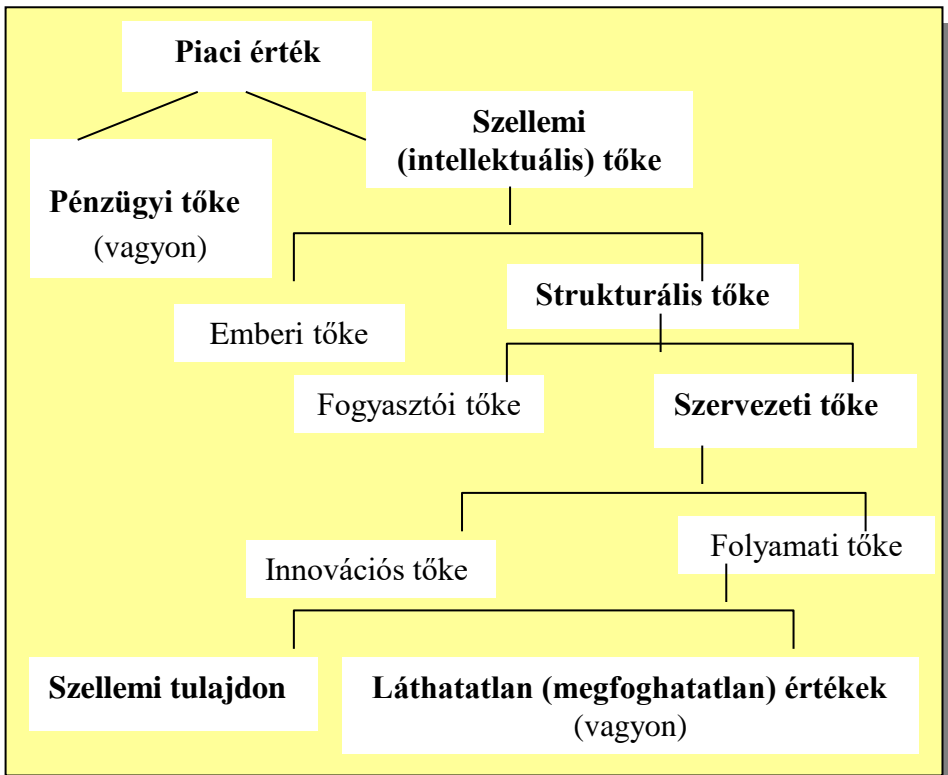 Piaci érték
Szellemi
(intellektuális) tőke
Pénzügyi tőke
(vagyon)
Strukturális tőke
Emberi tőke
Fogyasztói tőke
Szervezeti tőke
Folyamati tőke
Innovációs tőke
Szellemi tulajdon
Láthatatlan (megfoghatatlan) értékek
(vagyon)